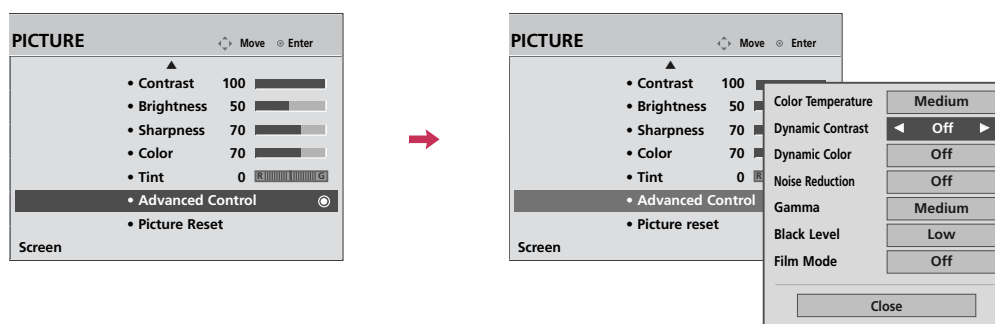 PICTURE Move Enter
• Contrast 100
• Brightness 50
• Sharpness 70
• Color 70
• Tint 0 R G
• Advanced Control
• Picture Reset
Screen
PICTURE Move Enter
• Contrast 100
• Brightness 50
• Sharpness 70
• Color 70
• Tint 0 R
• Advanced Control
• Picture reset
Screen
Color Temperature Medium
Dynamic Contrast ◄ Off ►
Dynamic Color Off
Noise Reduction Off
Gamma Medium
Black Level Low
Film Mode Off
Close